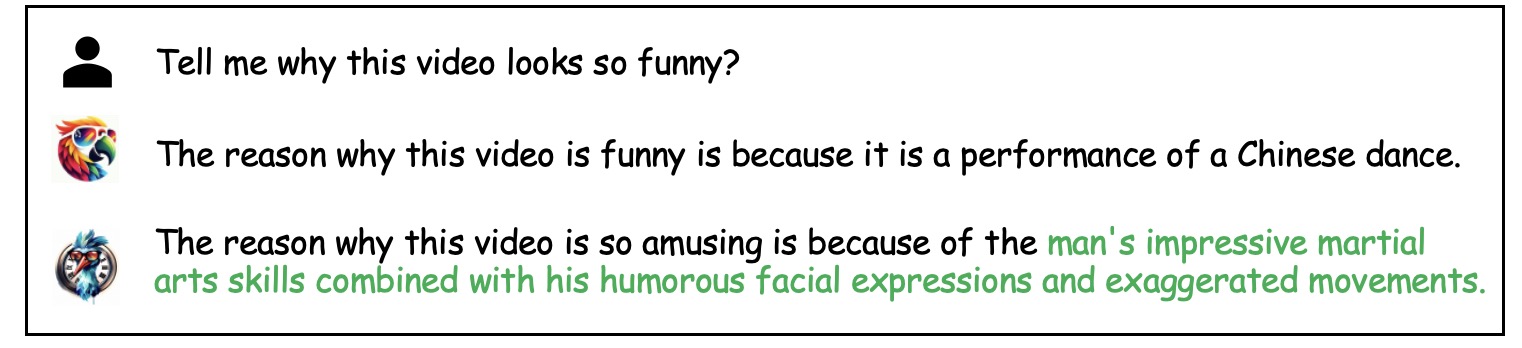 Tell me why this video looks so funny?
The reason why this video is funny is because it is a performance of a Chinese dance.
The reason why this video is so amusing is because of the man's impressive martial
arts skills combined with his humorous facial expressions and exaggerated movements.